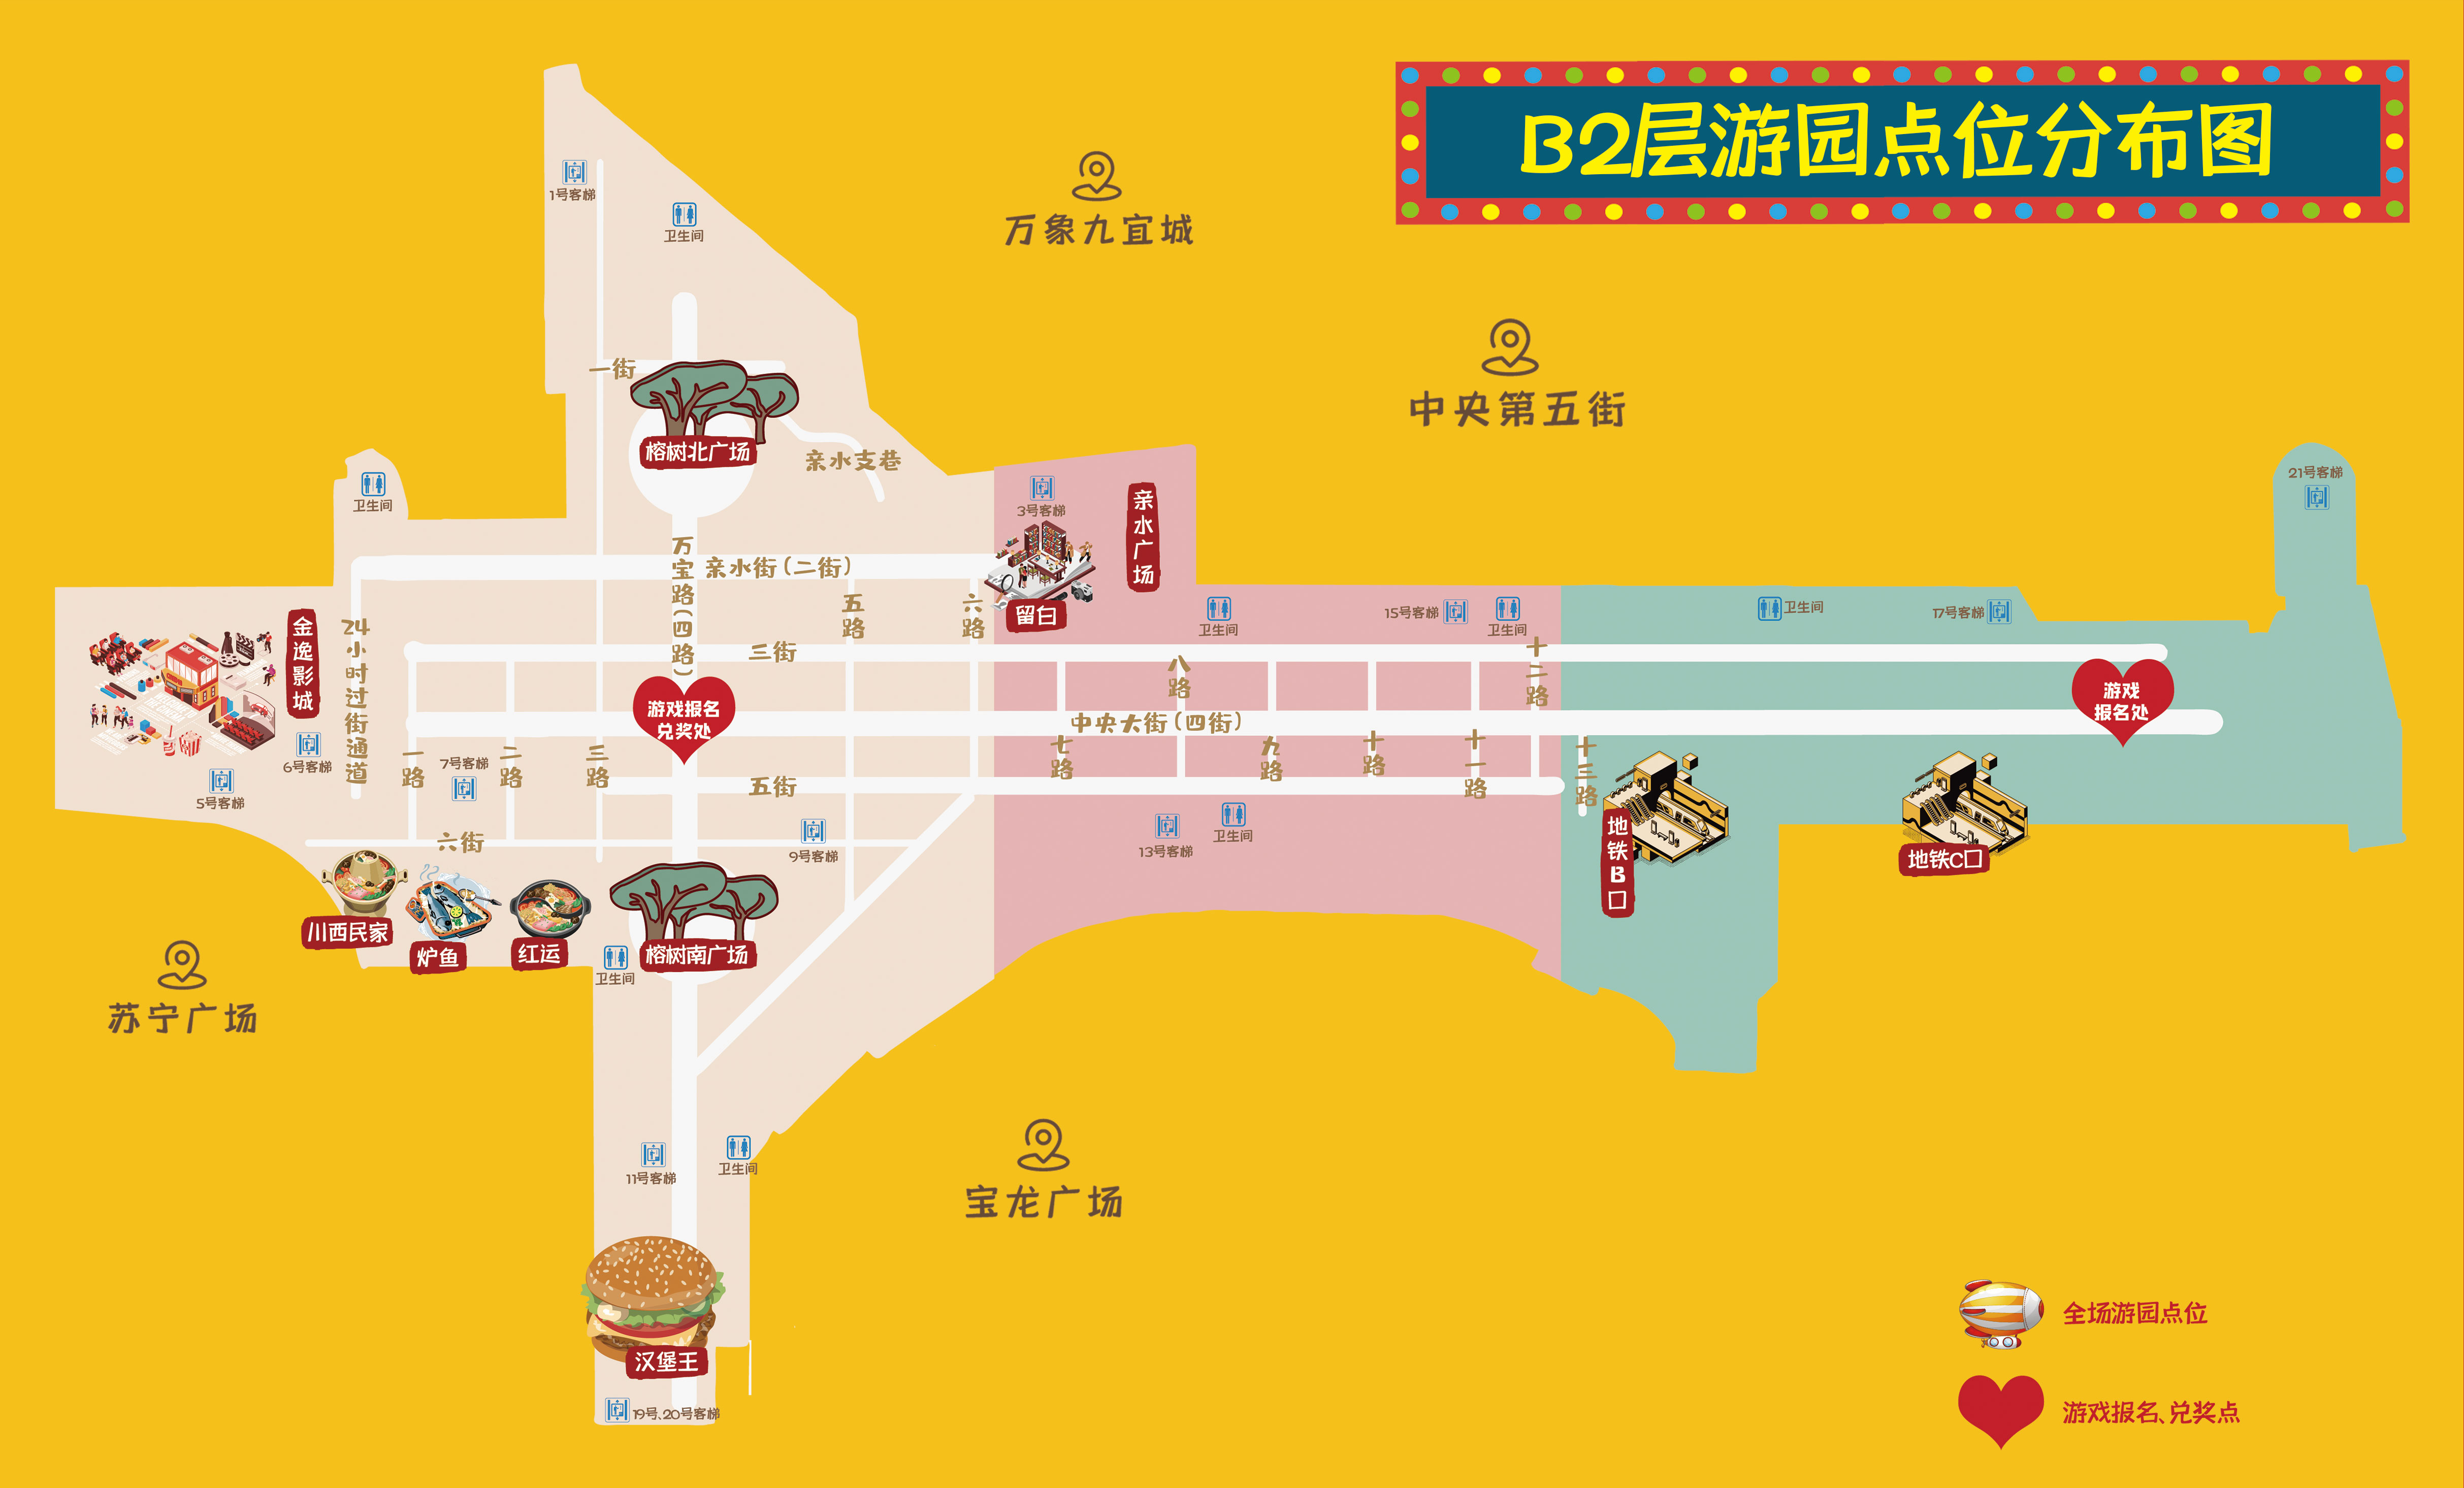 B2层游园点位分布图
1号客梯
卫生间
万象九宜城
中央第五街
一街
榕树北广场
亲水支巷
卫生间
3号客梯
亲水广场
留白
21号客梯
万宝路(四路)
亲水街(二街)
五路
六路
卫生间
15号客梯
卫生间
卫生间
17号客梯
金逸影城
24小时过街通道
三街
八路
十二路
游戏报名
兑奖处
游戏
报名处
中央大街(四街)
6号客梯
5号客梯
一路
7号客梯
二路
三路
五街
七路
九路
十路
十一路
十三路
六街
9号客梯
13号客梯
卫生间
地铁B口
地铁C口
川西民家
炉鱼
红运
卫生间
榕树南广场
苏宁广场
11号客梯
卫生间
宝龙广场
汉堡王
19号、20号客梯
全场游园点位
游戏报名、兑奖点